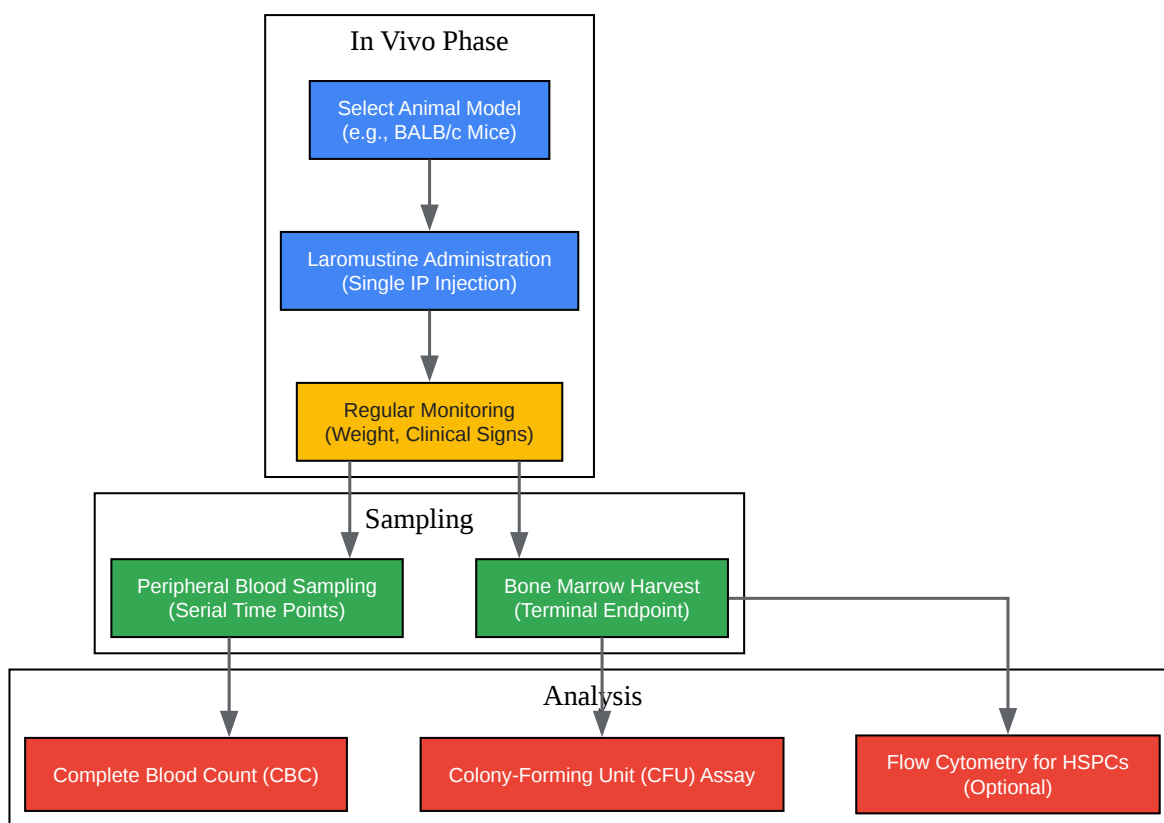 In Vivo Phase
Select Animal Model
(e.g., BALB/c Mice)
Laromustine Administration
(Single IP Injection)
Regular Monitoring
(Weight, Clinical Signs)
Sampling
Peripheral Blood Sampling
(Serial Time Points)
Bone Marrow Harvest
(Terminal Endpoint)
Analysis
Complete Blood Count (CBC)
Colony-Forming Unit (CFU) Assay
Flow Cytometry for HSPCs
(Optional)